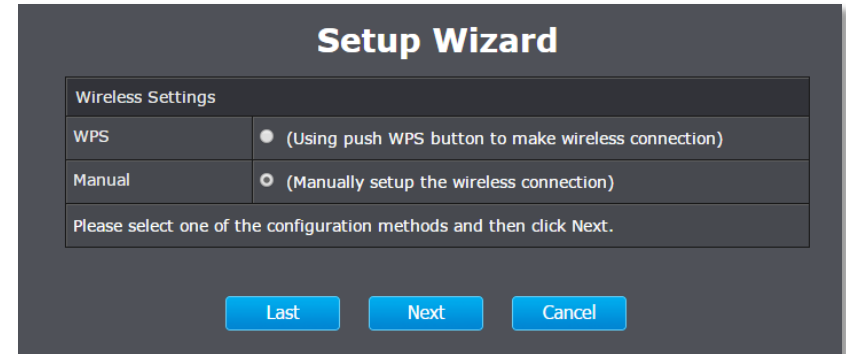 Setup Wizard
Wireless Settings
WPS (Using push WPS button to make wireless connection)
Manual (Manually setup the wireless connection)
Please select one of the configuration methods and then click Next.
Last Next Cancel